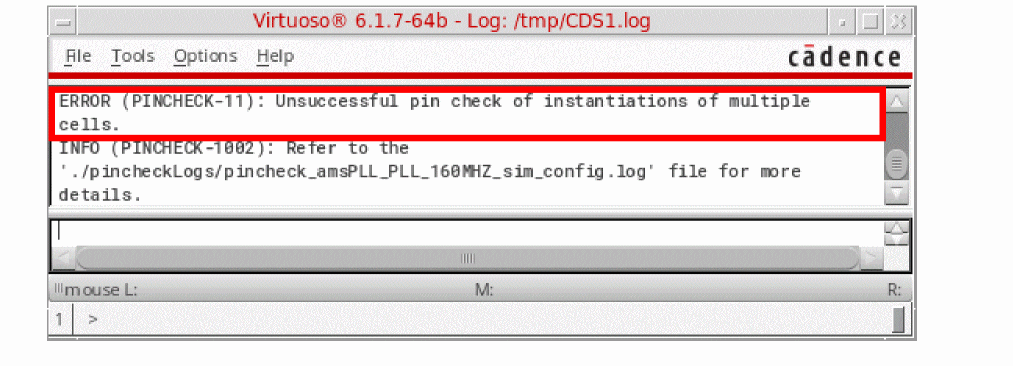 Virtuoso® 6.1.7-64b - Log: /tmp/CDS1.log
File Tools Options Help
cādence
ERROR (PINCHECK-11): Unsuccessful pin check of instantiations of multiple
cells.
INFO (PINCHECK-1002): Refer to the
'./pincheckLogs/pincheck_amsPLL_PLL_160MHZ_sim_config.log' file for more
details.
mouse L: M: R:
1 >